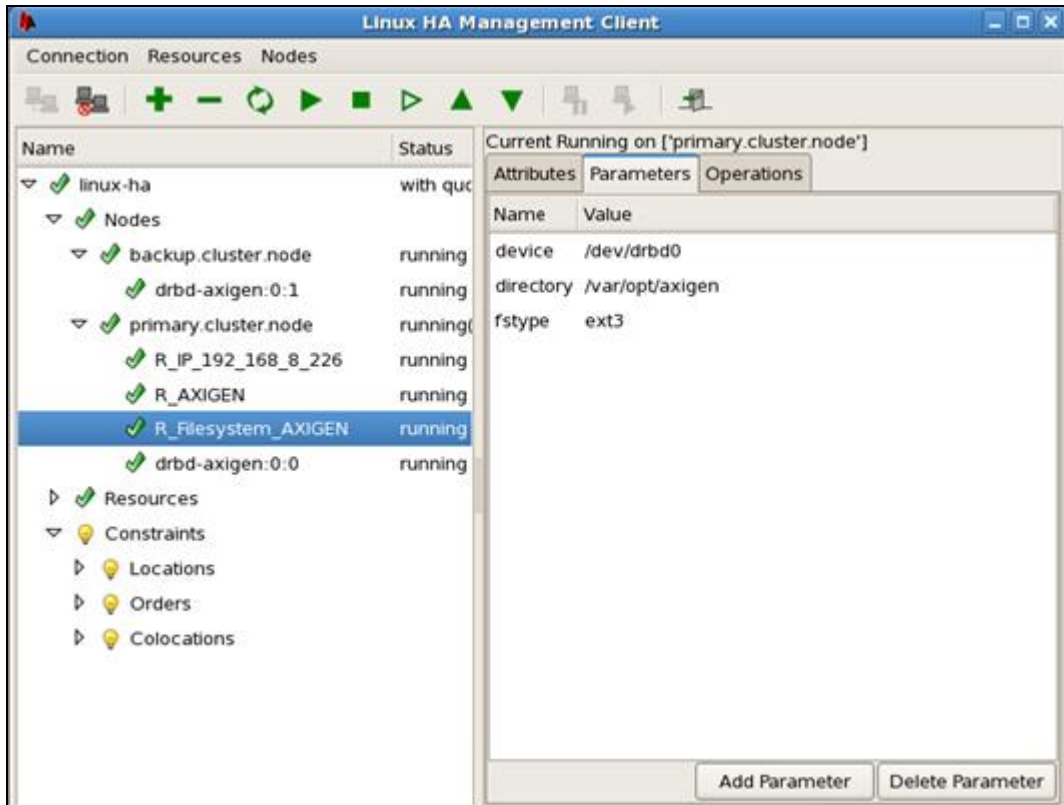 Linux HA Management Client
Connection Resources Nodes
Name Status
linux-ha with quo
Nodes
backup.cluster.node running
drbd-axigen:0:1 running
primary.cluster.node running(
R_IP_192_168_8_226 running
R_AXIGEN running
R_Filesystem_AXIGEN running
drbd-axigen:0:0 running
Resources
Constraints
Locations
Orders
Colocations
Current Running on ['primary.cluster.node']
Attributes Parameters Operations
Name Value
device /dev/drbd0
directory /var/opt/axigen
fstype ext3
Add Parameter Delete Parameter